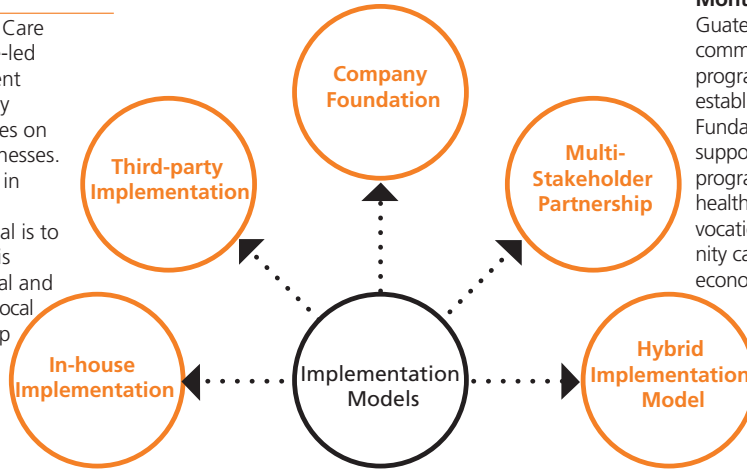 Care
-led
ent
y
es on
nesses.
in
al is to
is
al and
ocal
p
Company
Foundation
Third-party
Implementation
Multi-
Stakeholder
Partnership
In-house
Implementation
Implementation
Models
Hybrid
Implementation
Model
Guate
comm
progra
establ
Funda
suppo
progra
health
vocatio
nity ca
econo